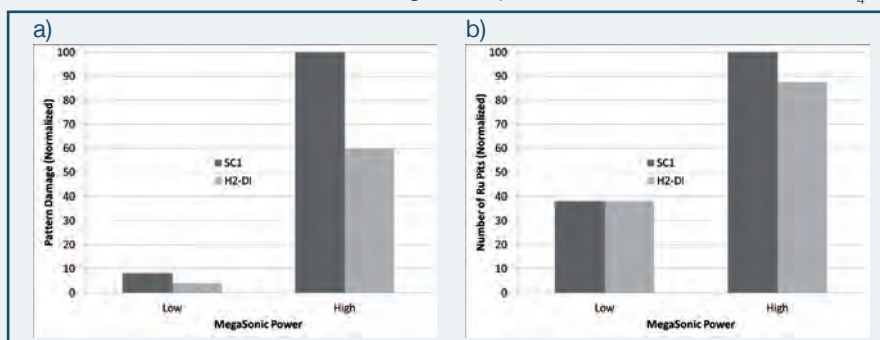 4
a)
100
90
80
70
60
50
40
30
20
10
0
Pattern Damage (Normalized)
SC1
H2-DI
Low
High
MegaSonic Power
b)
100
90
80
70
60
50
40
30
20
10
0
Number of Ru Pits (Normalized)
SC1
H2-DI
Low
High
MegaSonic Power